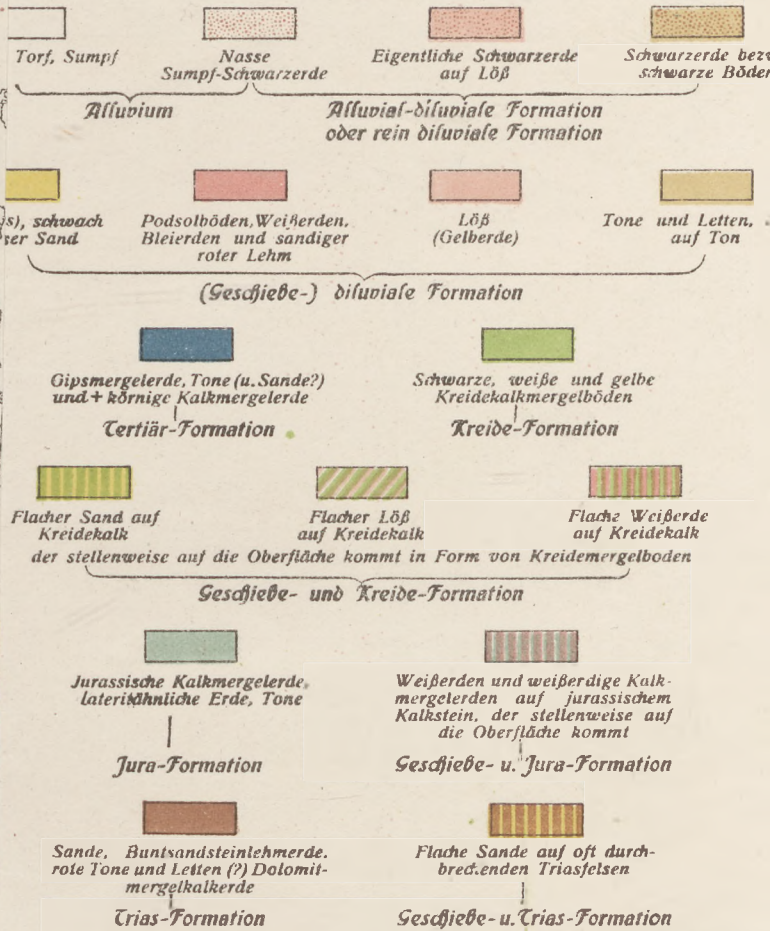 Torf, Sumpf
Nasse
Sumpf-Schwarzerde
Eigentliche Schwarzerde
auf Löß
Schwarzerde
schwarze
Alluvium
Alluvial-diluviale Formation
oder rein diluviale Formation
schwach
Sand
Podsolböden, Weißerden,
Bleierden und sandiger
roter Lehm
Löß
(Gelberde)
Tone und Letten,
auf Ton
(Geschiebe-) diluviale Formation
Gipsmergelerde, Tone (u. Sande?)
und + körnige Kalkmergelerde
Tertiär-Formation
Schwarze, weiße und gelbe
Kreidekalkmergelböden
Kreide-Formation
Flacher Sand auf
Kreidekalk
Flacher Löß
auf Kreidekalk
Flache Weißerde
auf Kreidekalk
der stellenweise auf die Oberfläche kommt in Form von Kreidemergelboden
Geschiebe- und Kreide-Formation
Jurassische Kalkmergelerde,
lateritähnliche Erde, Tone
Jura-Formation
Weißerden und weißerdige Kalk-
mergelerden auf jurassischem
Kalkstein, der stellenweise auf
die Oberfläche kommt
Geschiebe- u. Jura-Formation
Sande, Buntsandsteinlehmerde,
rote Tone und Letten (?) Dolomit-
mergelkalkerde
Trias-Formation
Flache Sande auf oft durch-
brechenden Triasfelsen
Geschiebe- u. Trias-Formation